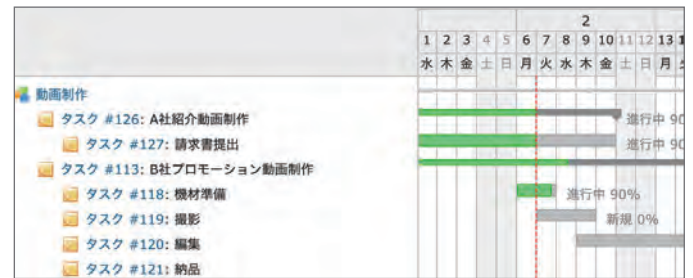 2
1 2 3 4 5 6 7 8 9 10 11 12 13
水 木 金 土 日 月 火 水 木 金 土 日 月
動画制作
タスク #126: A社紹介動画制作
進行中 90
タスク #127: 請求書提出
進行中 90
タスク #113: B社プロモーション動画制作
タスク #118: 機材準備
進行中 90%
タスク #119: 撮影
新規 0%
タスク #120: 編集
タスク #121: 納品